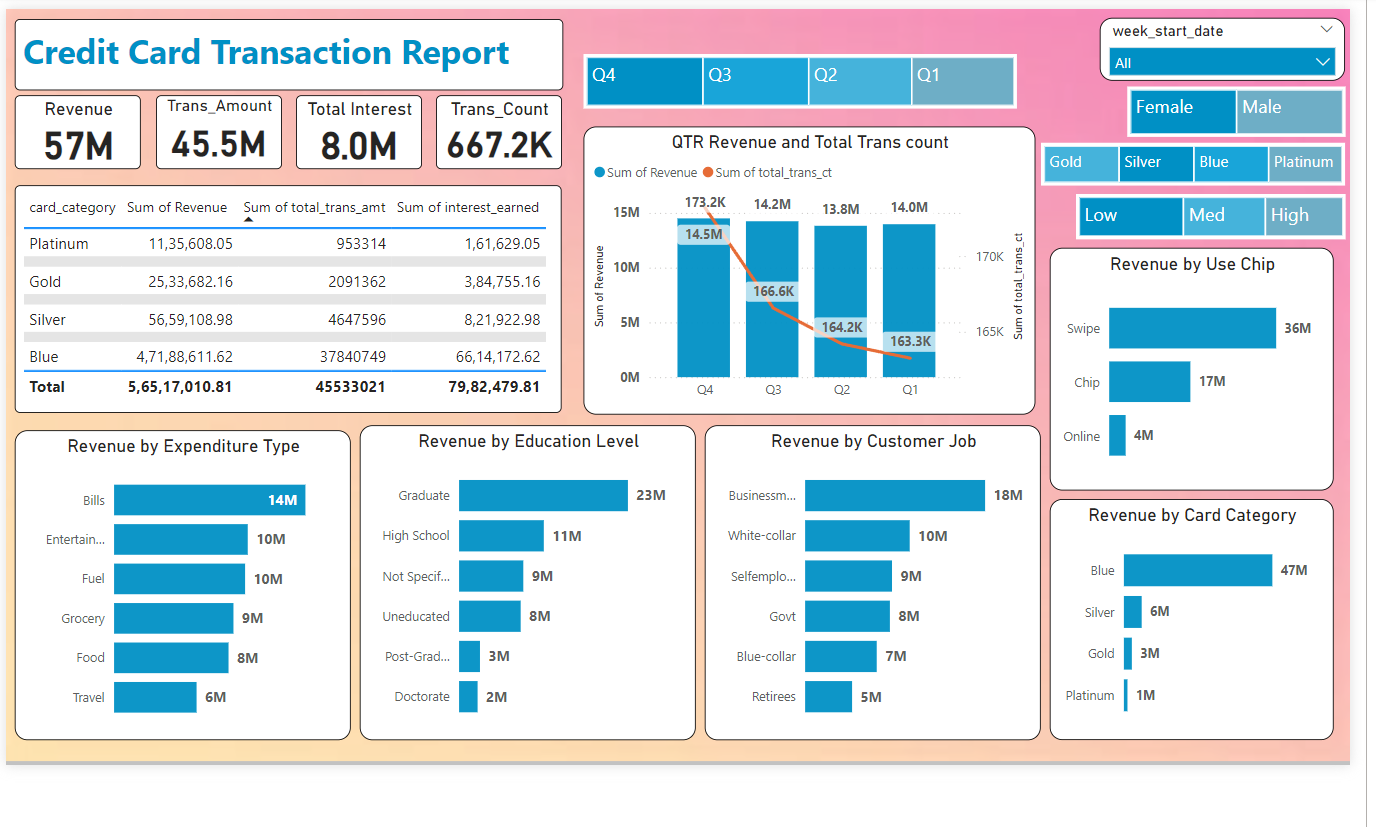 Credit Card Transaction Report
Revenue
57M
Trans_Amount
45.5M
Total Interest
8.0M
Trans_Count
667.2K
Q4 Q3 Q2 Q1
week_start_date
All
Female Male
Gold Silver Blue Platinum
Low Med High
card_category Sum of Revenue Sum of total_trans_amt Sum of interest_earned
Platinum 11,35,608.05 953314 1,61,629.05
Gold 25,33,682.16 2091362 3,84,755.16
Silver 56,59,108.98 4647596 8,21,922.98
Blue 4,71,88,611.62 37840749 66,14,172.62
Total 5,65,17,010.81 45533021 79,82,479.81
QTR Revenue and Total Trans count
Sum of Revenue Sum of total_trans_ct
Sum of Revenue
15M
10M
5M
0M
173.2K 14.2M 13.8M 14.0M
14.5M
166.6K
164.2K
163.3K
170K
165K
Sum of total_trans_ct
Q4 Q3 Q2 Q1
Revenue by Use Chip
Swipe 36M
Chip 17M
Online 4M
Revenue by Expenditure Type
Bills 14M
Entertain... 10M
Fuel 10M
Grocery 9M
Food 8M
Travel 6M
Revenue by Education Level
Graduate 23M
High School 11M
Not Specif... 9M
Uneducated 8M
Post-Grad... 3M
Doctorate 2M
Revenue by Customer Job
Businessm... 18M
White-collar 10M
Selfemplo... 9M
Govt 8M
Blue-collar 7M
Retirees 5M
Revenue by Card Category
Blue 47M
Silver 6M
Gold 3M
Platinum 1M